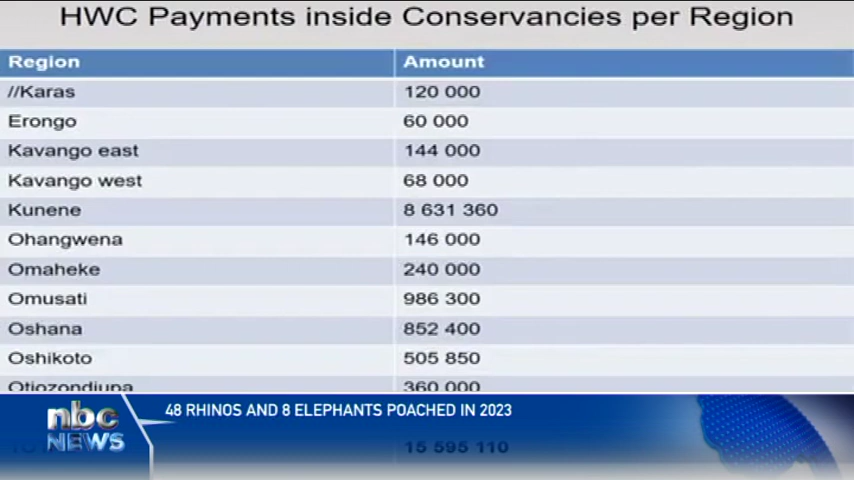 HWC Payments inside Conservancies per Region
Region Amount
//Karas 120 000
Erongo 60 000
Kavango east 144 000
Kavango west 68 000
Kunene 8 631 360
Ohangwena 146 000
Omaheke 240 000
Omusati 986 300
Oshana 852 400
Oshikoto 505 850
Otjozondjupa 360 000
48 RHINOS AND 8 ELEPHANTS POACHED IN 2023
nbc
NEWS
15 595 110